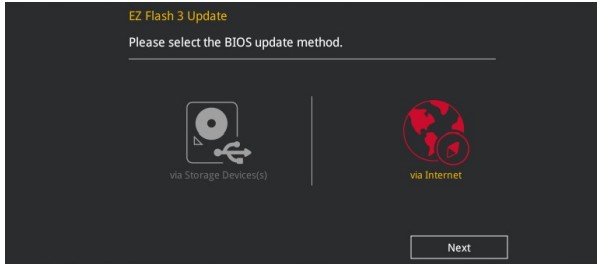 EZ Flash 3 Update
Please select the BIOS update method.
via Storage Devices(s)
via Internet
Next